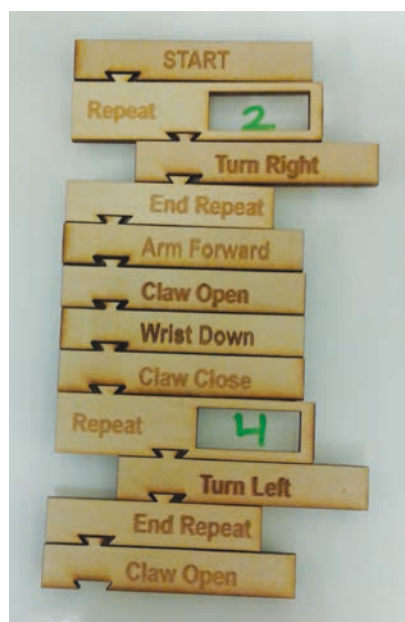 START
Repeat 2
Turn Right
End Repeat
Arm Forward
Claw Open
Wrist Down
Claw Close
Repeat 4
Turn Left
End Repeat
Claw Open